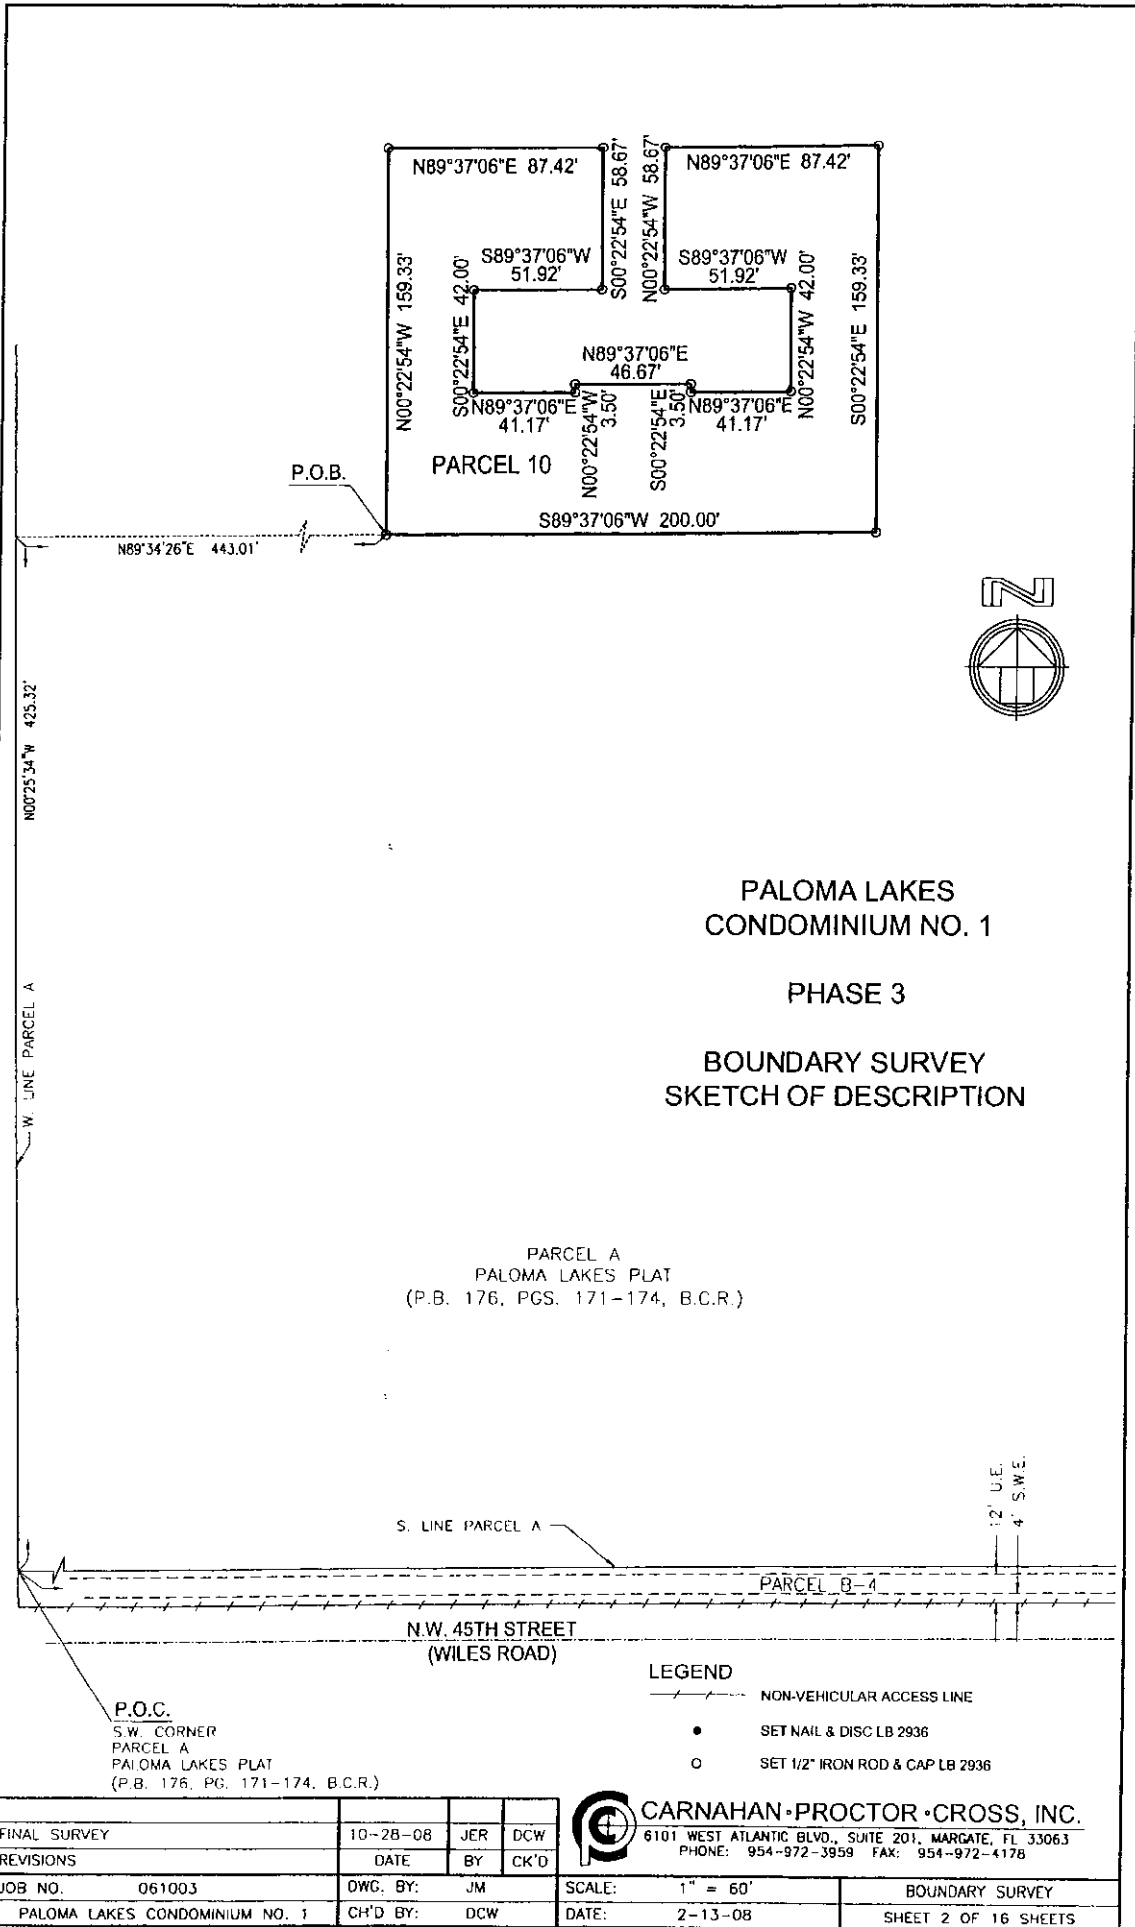 N89°37'06"E 87.42'
S00°22'54"E 58.67'
N00°22'54"W 58.67'
N89°37'06"E 87.42'
S89°37'06"W
51.92'
S89°37'06"W
51.92'
N00°22'54"W 159.33'
S00°22'54"E 42.00'
N00°22'54"W 42.00'
S00°22'54"E 159.33'
N89°37'06"E
46.67'
N89°37'06"E
41.17'
N00°22'54"W
3.50'
S00°22'54"E
3.50'
N89°37'06"E
41.17'
PARCEL 10
P.O.B.
S89°37'06"W 200.00'
N89°34'26"E 443.01'
N
N00°25'34"W 425.32'
W. LINE PARCEL A
PALOMA LAKES
CONDOMINIUM NO. 1
PHASE 3
BOUNDARY SURVEY
SKETCH OF DESCRIPTION
PARCEL A
PALOMA LAKES PLAT
(P.B. 176, PGS. 171-174, B.C.R.)
12' U.E.
4' S.W.E.
S. LINE PARCEL A
PARCEL B-4
N.W. 45TH STREET
(WILES ROAD)
LEGEND
NON-VEHICULAR ACCESS LINE
SET NAIL & DISC LB 2936
SET 1/2" IRON ROD & CAP LB 2936
P.O.C.
S.W. CORNER
PARCEL A
PALOMA LAKES PLAT
(P.B. 176, PG. 171-174, B.C.R.)
FINAL SURVEY 10-28-08 JER DCW
REVISIONS DATE BY CK'D
JOB NO. 061003 DWG. BY: JM
PALOMA LAKES CONDOMINIUM NO. 1 CH'D BY: DCW
CARNAHAN·PROCTOR·CROSS, INC.
6101 WEST ATLANTIC BLVD., SUITE 201, MARGATE, FL 33063
PHONE: 954-972-3959 FAX: 954-972-4178
SCALE: 1" = 60' BOUNDARY SURVEY
DATE: 2-13-08 SHEET 2 OF 16 SHEETS